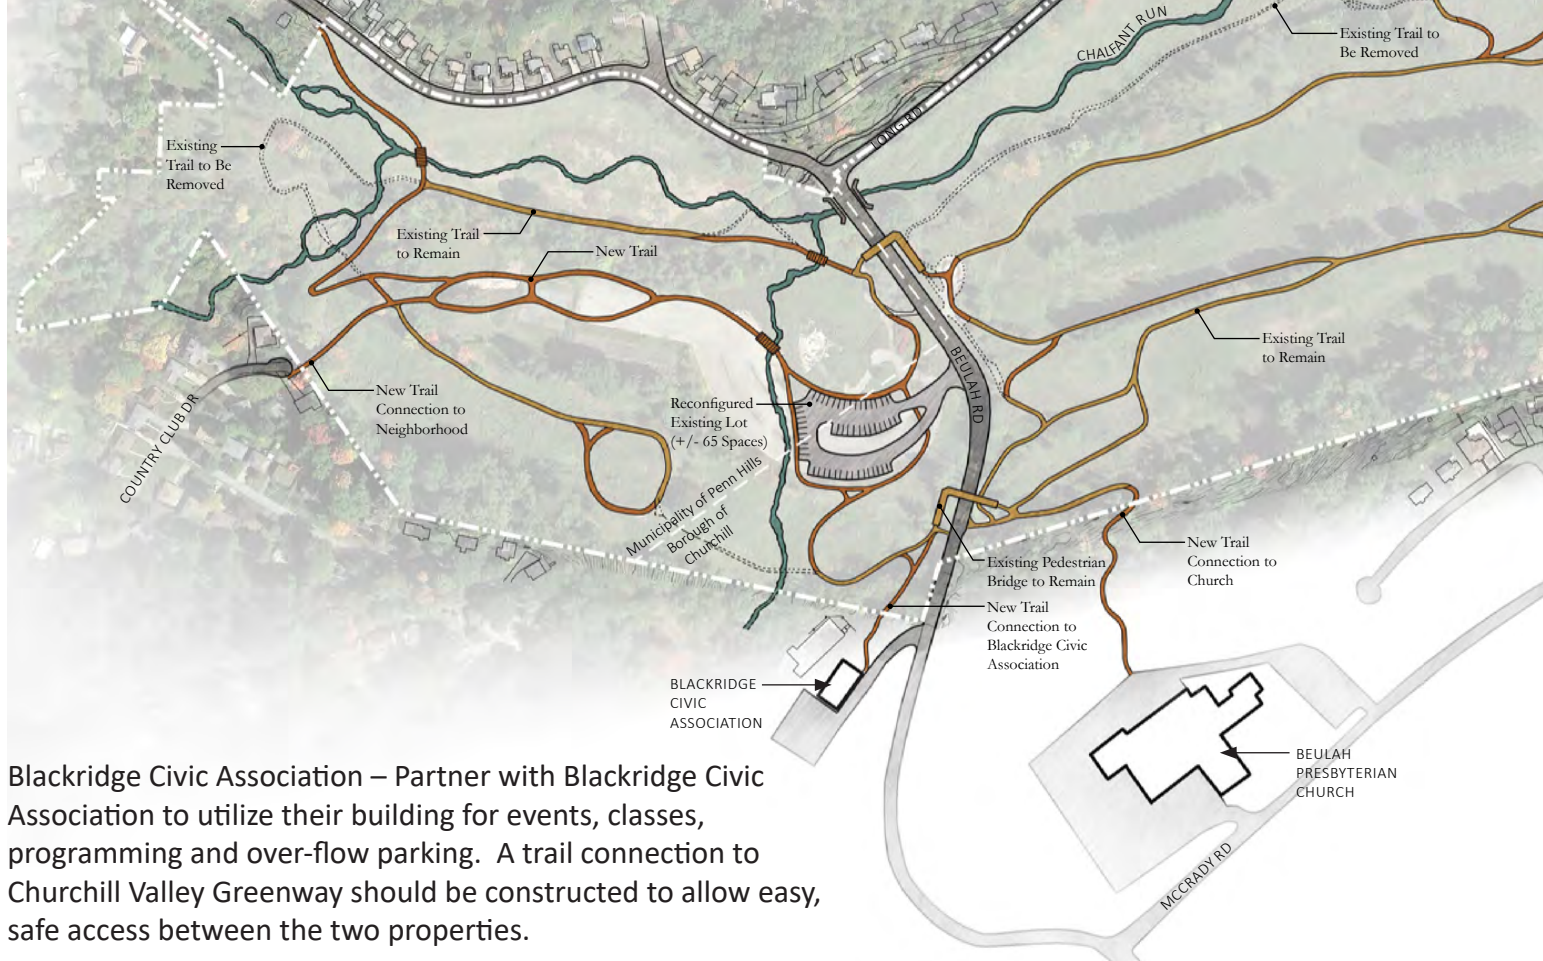 CHALFANT RUN
Existing Trail to
Be Removed
LONG RD.
Existing
Trail to Be
Removed
Existing Trail
to Remain
New Trail
Existing Trail
to Remain
BEULAH RD
New Trail
Connection to
Neighborhood
COUNTRY CLUB DR
Reconfigured
Existing Lot
(+/- 65 Spaces)
Municipality of Penn Hills
Borough of
Churchill
Existing Pedestrian
Bridge to Remain
New Trail
Connection to
Church
New Trail
Connection to
Blackridge Civic
Association
BLACKRIDGE
CIVIC
ASSOCIATION
BEULAH
PRESBYTERIAN
CHURCH
MCCRADY RD
Blackridge Civic Association – Partner with Blackridge Civic
Association to utilize their building for events, classes,
programming and over-flow parking.  A trail connection to
Churchill Valley Greenway should be constructed to allow easy,
safe access between the two properties.